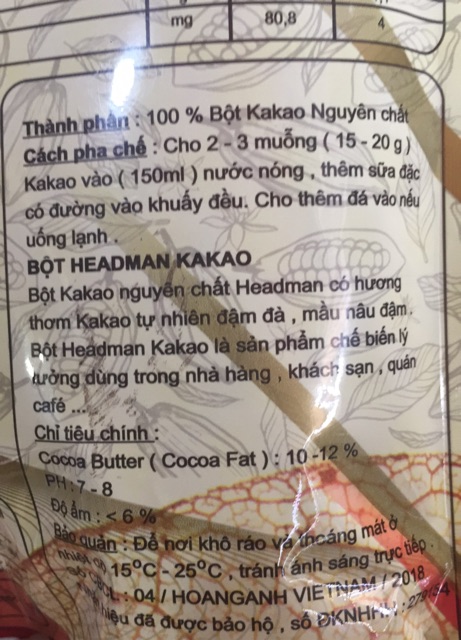 mg 80,8 4
Thành phần : 100 % Bột Kakao Nguyên chất
Cách pha chế : Cho 2 - 3 muỗng ( 15 - 20 g )
Kakao vào ( 150ml ) nước nóng , thêm sữa đặc
có đường vào khuấy đều. Cho thêm đá vào nếu
uống lạnh .
BỘT HEADMAN KAKAO
Bột Kakao nguyên chất Headman có hương
thơm Kakao tự nhiên đậm đà , mầu nâu đậm.
Bột Headman Kakao là sản phẩm chế biến lý
tưởng dùng trong nhà hàng , khách sạn , quán
café ...
Chỉ tiêu chính :
Cocoa Butter ( Cocoa Fat ) : 10 -12 %
PH : 7 - 8
Độ ẩm : < 6 %
Bảo quản : Để nơi khô ráo và thoáng mát ở
nhiệt độ 15ºC - 25ºC , tránh ánh sáng trực tiếp .
: 04 / HOANGANH VIETNAM / 2018
hiệu đã được bảo hộ , số ĐKNHHH :